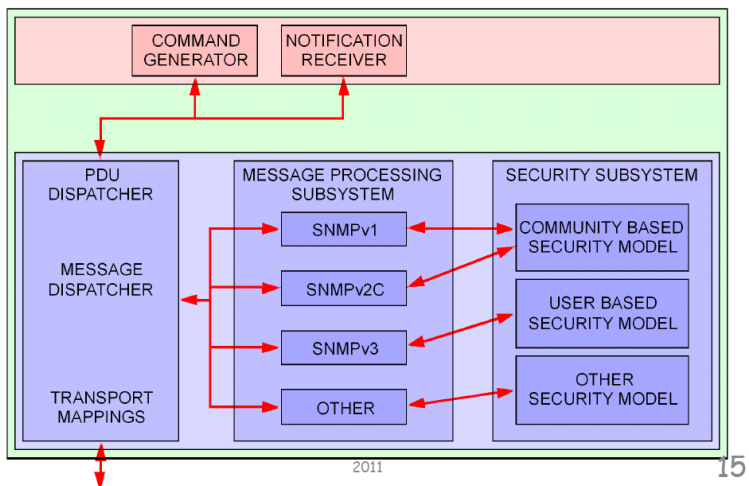 COMMAND
GENERATOR
NOTIFICATION
RECEIVER
PDU
DISPATCHER
MESSAGE
DISPATCHER
TRANSPORT
MAPPINGS
MESSAGE PROCESSING
SUBSYSTEM
SNMPv1
SNMPv2C
SNMPv3
OTHER
SECURITY SUBSYSTEM
COMMUNITY BASED
SECURITY MODEL
USER BASED
SECURITY MODEL
OTHER
SECURITY MODEL
2011
15